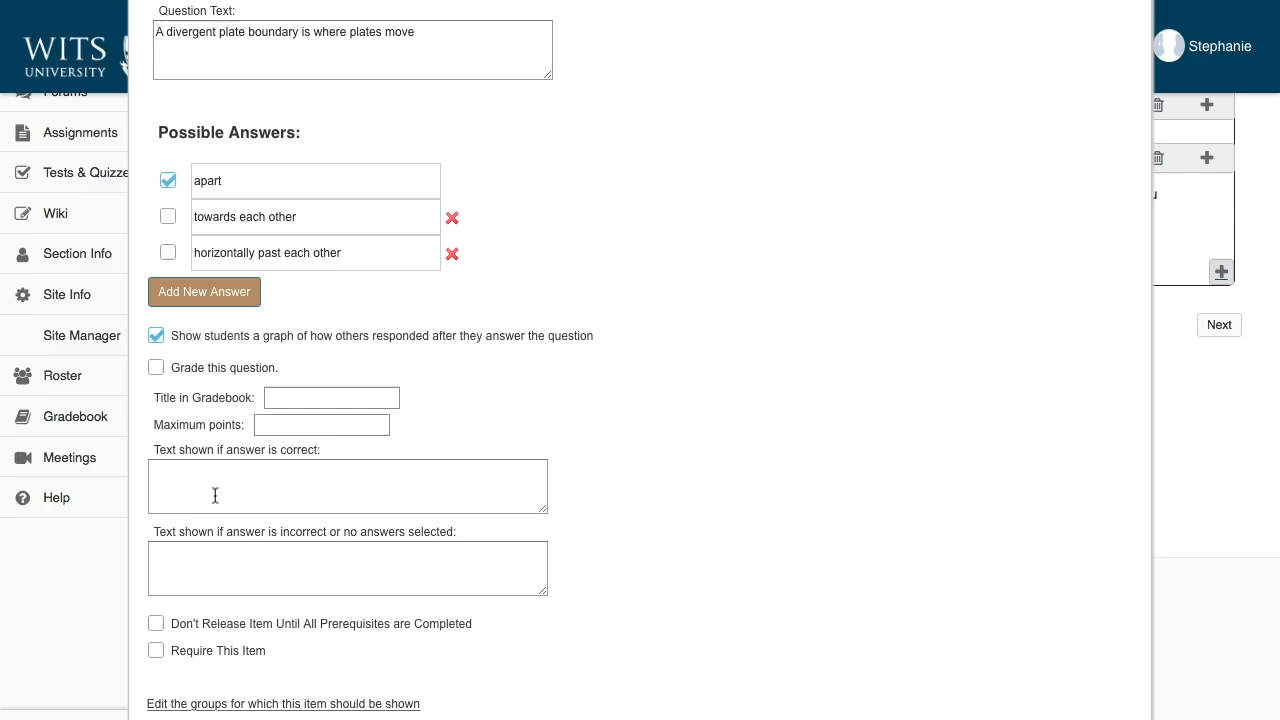 Question Text:
A divergent plate boundary is where plates move
WITS
UNIVERSITY
Stephanie
Forums
Assignments
Tests & Quizze
Wiki
Section Info
Site Info
Site Manager
Roster
Gradebook
Meetings
Help
Possible Answers:
apart
towards each other
horizontally past each other
Add New Answer
Show students a graph of how others responded after they answer the question
Grade this question.
Title in Gradebook:
Maximum points:
Text shown if answer is correct:
Text shown if answer is incorrect or no answers selected:
Don't Release Item Until All Prerequisites are Completed
Require This Item
Edit the groups for which this item should be shown
Next